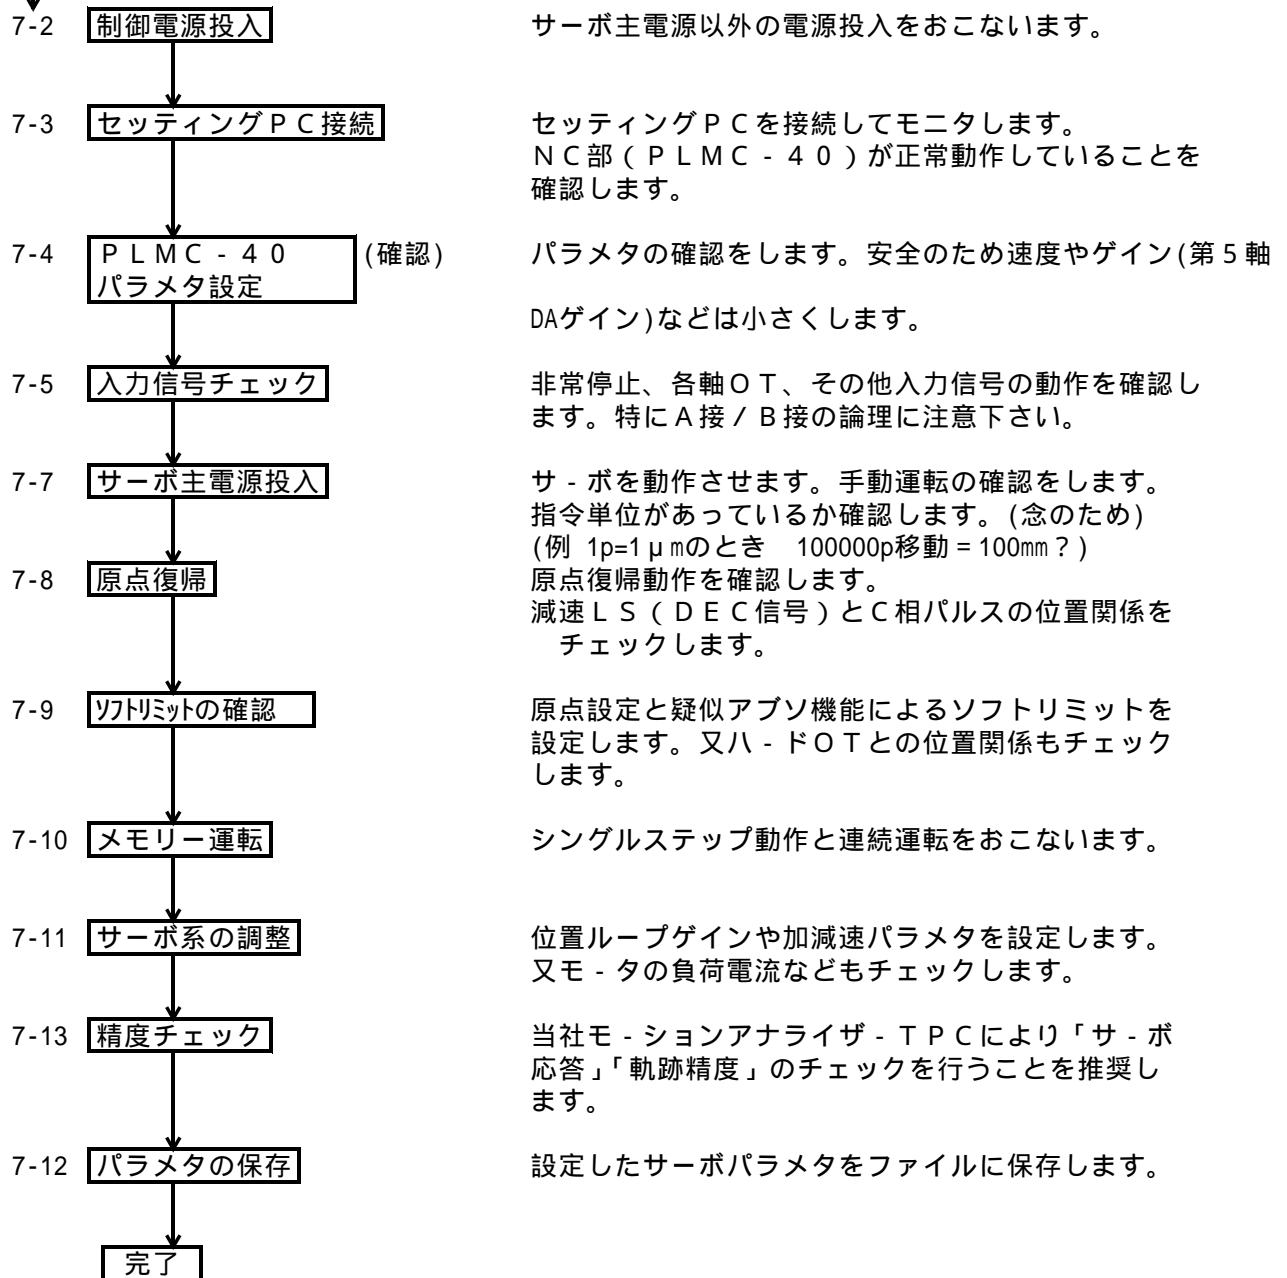 7-2 制御電源投入 サーボ主電源以外の電源投入をおこないます。
7-3 セッティングＰＣ接続 セッティングＰＣを接続してモニタします。
ＮＣ部（ＰＬＭＣ‐４０）が正常動作していることを
確認します。
7-4 ＰＬＭＣ‐４０ (確認) パラメタの確認をします。安全のため速度やゲイン(第５軸
パラメタ設定
DAゲイン)などは小さくします。
7-5 入力信号チェック 非常停止、各軸ＯＴ、その他入力信号の動作を確認し
ます。特にＡ接／Ｂ接の論理に注意下さい。
7-7 サーボ主電源投入 サ‐ボを動作させます。手動運転の確認をします。
指令単位があっているか確認します。(念のため)
(例 1p=1μmのとき 100000p移動＝100mm？)
7-8 原点復帰 原点復帰動作を確認します。
減速ＬＳ（ＤＥＣ信号）とＣ相パルスの位置関係を
チェックします。
7-9 ｿﾌﾄﾘﾐｯﾄの確認 原点設定と疑似アブソ機能によるソフトリミットを
設定します。又ハ‐ドＯＴとの位置関係もチェック
します。
7-10 メモリー運転 シングルステップ動作と連続運転をおこないます。
7-11 サーボ系の調整 位置ループゲインや加減速パラメタを設定します。
又モ‐タの負荷電流などもチェックします。
7-13 精度チェック 当社モ‐ションアナライザ‐ＴＰＣにより「サ‐ボ
応答」「軌跡精度」のチェックを行うことを推奨し
ます。
7-12 パラメタの保存 設定したサーボパラメタをファイルに保存します。
完了